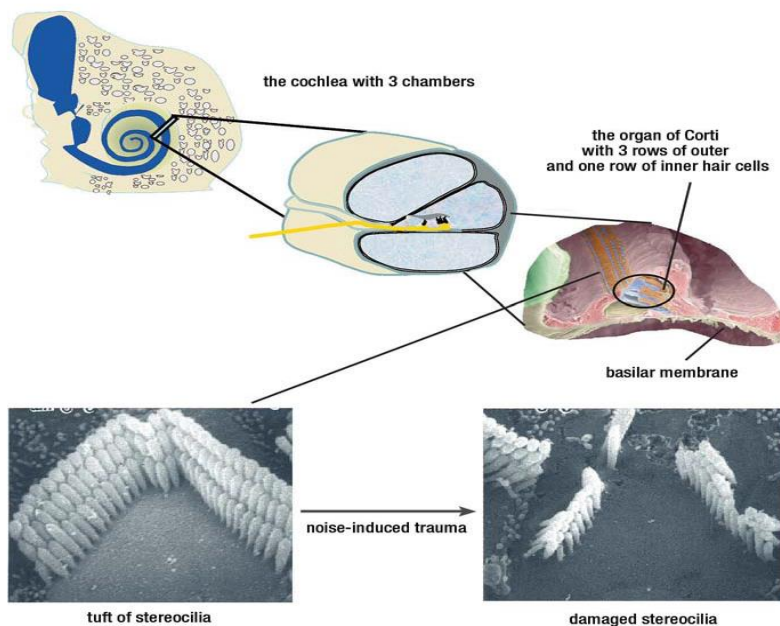 the cochlea with 3 chambers
the organ of Corti
with 3 rows of outer
and one row of inner hair cells
basilar membrane
noise-induced trauma
tuft of stereocilia
damaged stereocilia